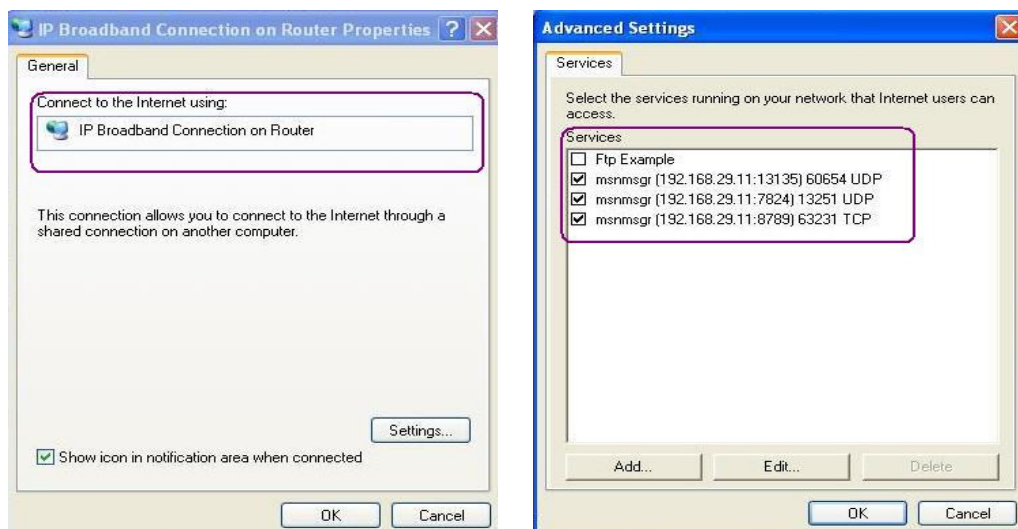 IP Broadband Connection on Router Properties
General
Connect to the Internet using:
IP Broadband Connection on Router
This connection allows you to connect to the Internet through a
shared connection on another computer.
Settings...
Show icon in notification area when connected
OK
Cancel
Advanced Settings
Services
Select the services running on your network that Internet users can
access.
Services
Ftp Example
msnmsgr (192.168.29.11:13135) 60654 UDP
msnmsgr (192.168.29.11:7824) 13251 UDP
msnmsgr (192.168.29.11:8789) 63231 TCP
Add...
Edit...
Delete
OK
Cancel